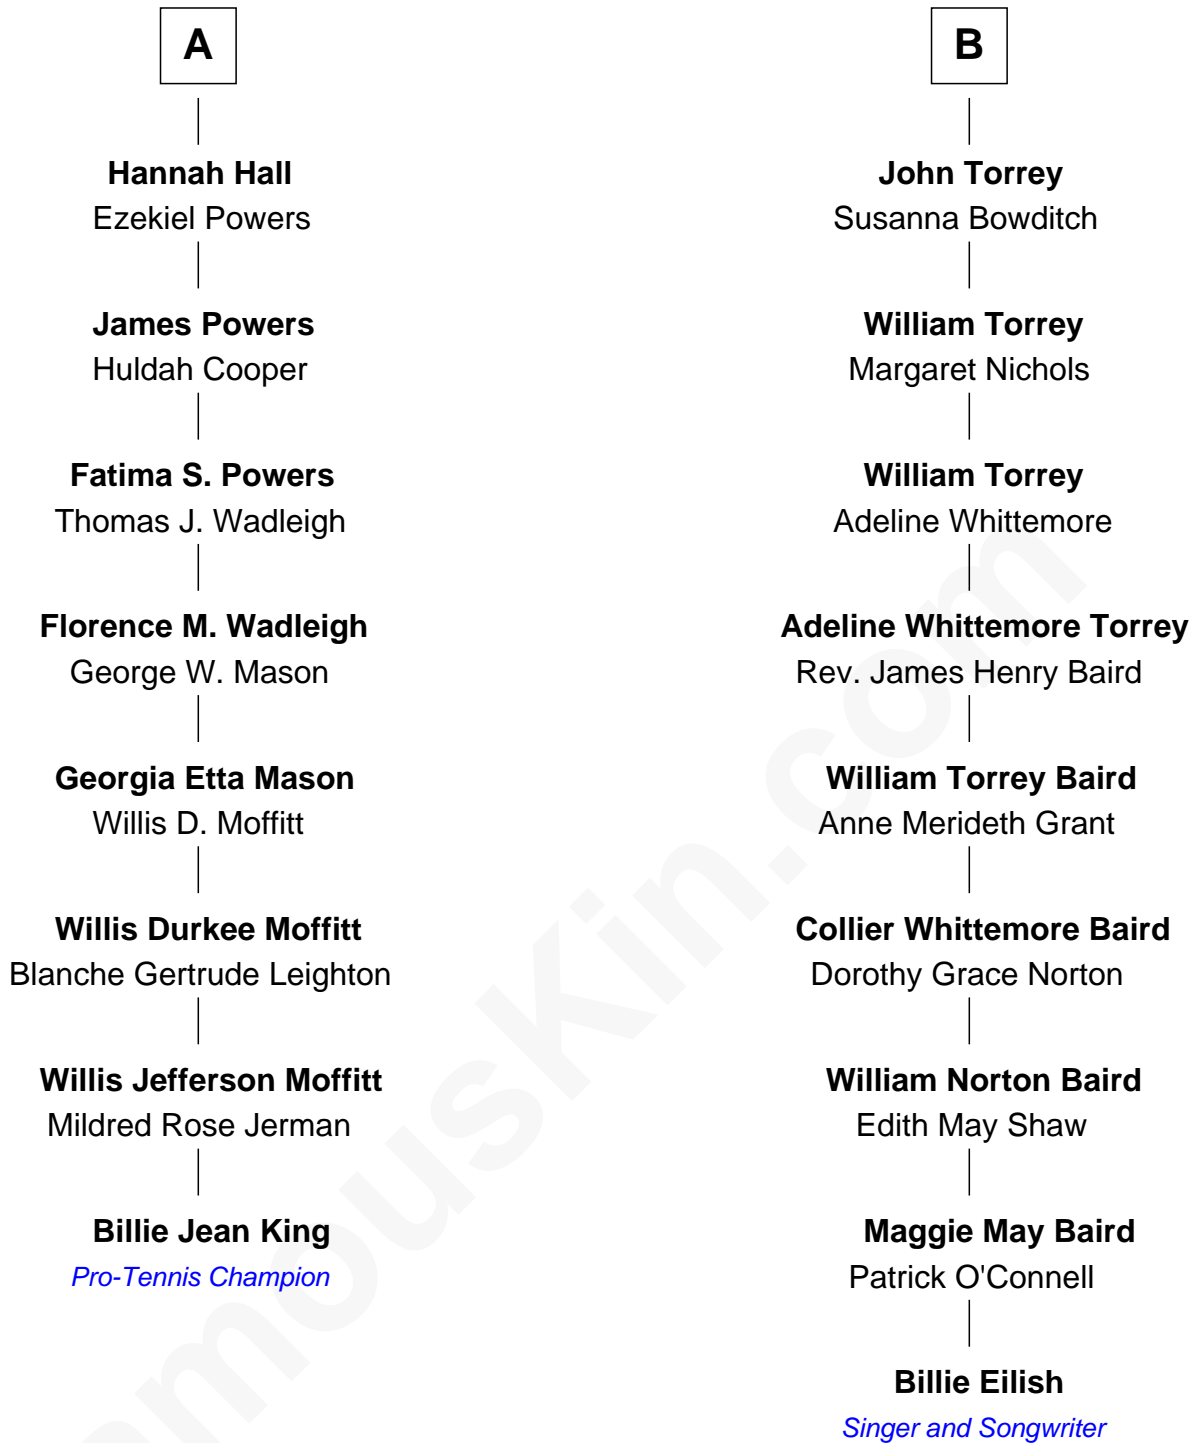 A
Hannah Hall
Ezekiel Powers
James Powers
Huldah Cooper
Fatima S. Powers
Thomas J. Wadleigh
Florence M. Wadleigh
George W. Mason
Georgia Etta Mason
Willis D. Moffitt
Willis Durkee Moffitt
Blanche Gertrude Leighton
Willis Jefferson Moffitt
Mildred Rose Jerman
Billie Jean King
Pro-Tennis Champion
B
John Torrey
Susanna Bowditch
William Torrey
Margaret Nichols
William Torrey
Adeline Whittemore
Adeline Whittemore Torrey
Rev. James Henry Baird
William Torrey Baird
Anne Merideth Grant
Collier Whittemore Baird
Dorothy Grace Norton
William Norton Baird
Edith May Shaw
Maggie May Baird
Patrick O'Connell
Billie Eilish
Singer and Songwriter
amouskin.com